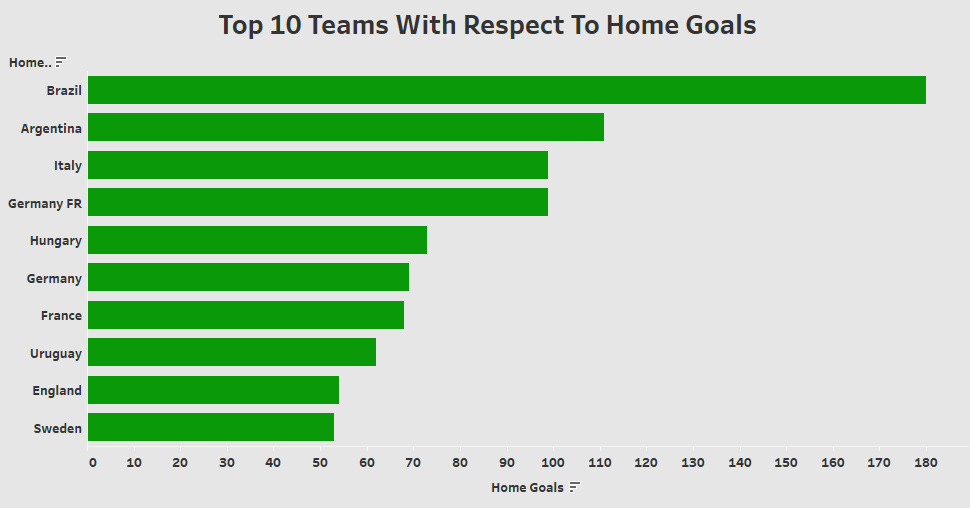 Top 10 Teams With Respect To Home Goals
Home..
Brazil
Argentina
Italy
Germany FR
Hungary
Germany
France
Uruguay
England
Sweden
0 10 20 30 40 50 60 70 80 90 100 110 120 130 140 150 160 170 180
Home Goals